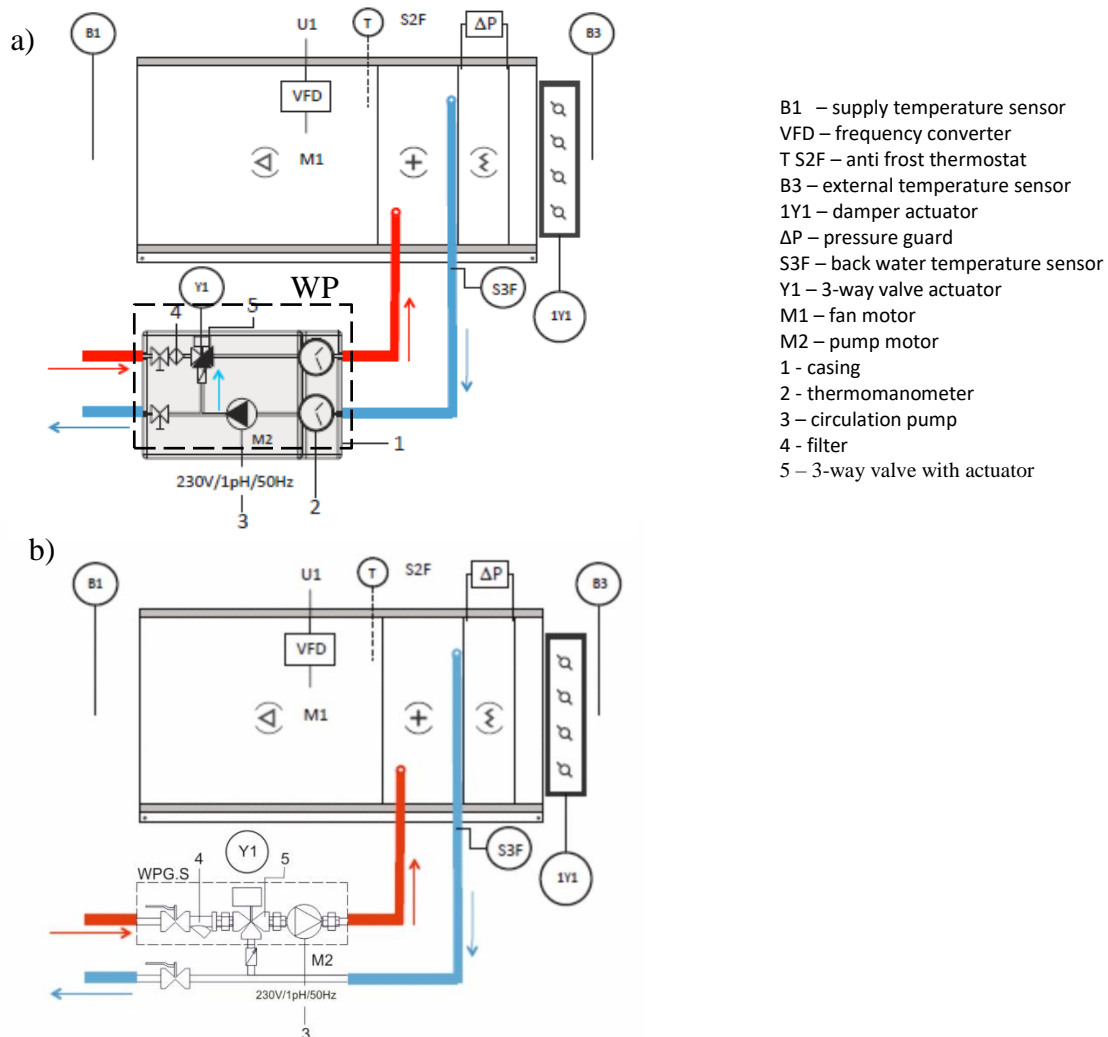 a)
B1
U1
T
S2F
ΔP
B3
VFD
M1
S3F
1Y1
Y1
WP
4
5
M2
1
230V/1pH/50Hz
3
2
B1 – supply temperature sensor
VFD – frequency converter
T S2F – anti frost thermostat
B3 – external temperature sensor
1Y1 – damper actuator
ΔP – pressure guard
S3F – back water temperature sensor
Y1 – 3-way valve actuator
M1 – fan motor
M2 – pump motor
1 - casing
2 - thermomanometer
3 – circulation pump
4 - filter
5 – 3-way valve with actuator
b)
B1
U1
T
S2F
ΔP
B3
VFD
M1
S3F
1Y1
Y1
WPG.S
4
5
M2
230V/1pH/50Hz
3